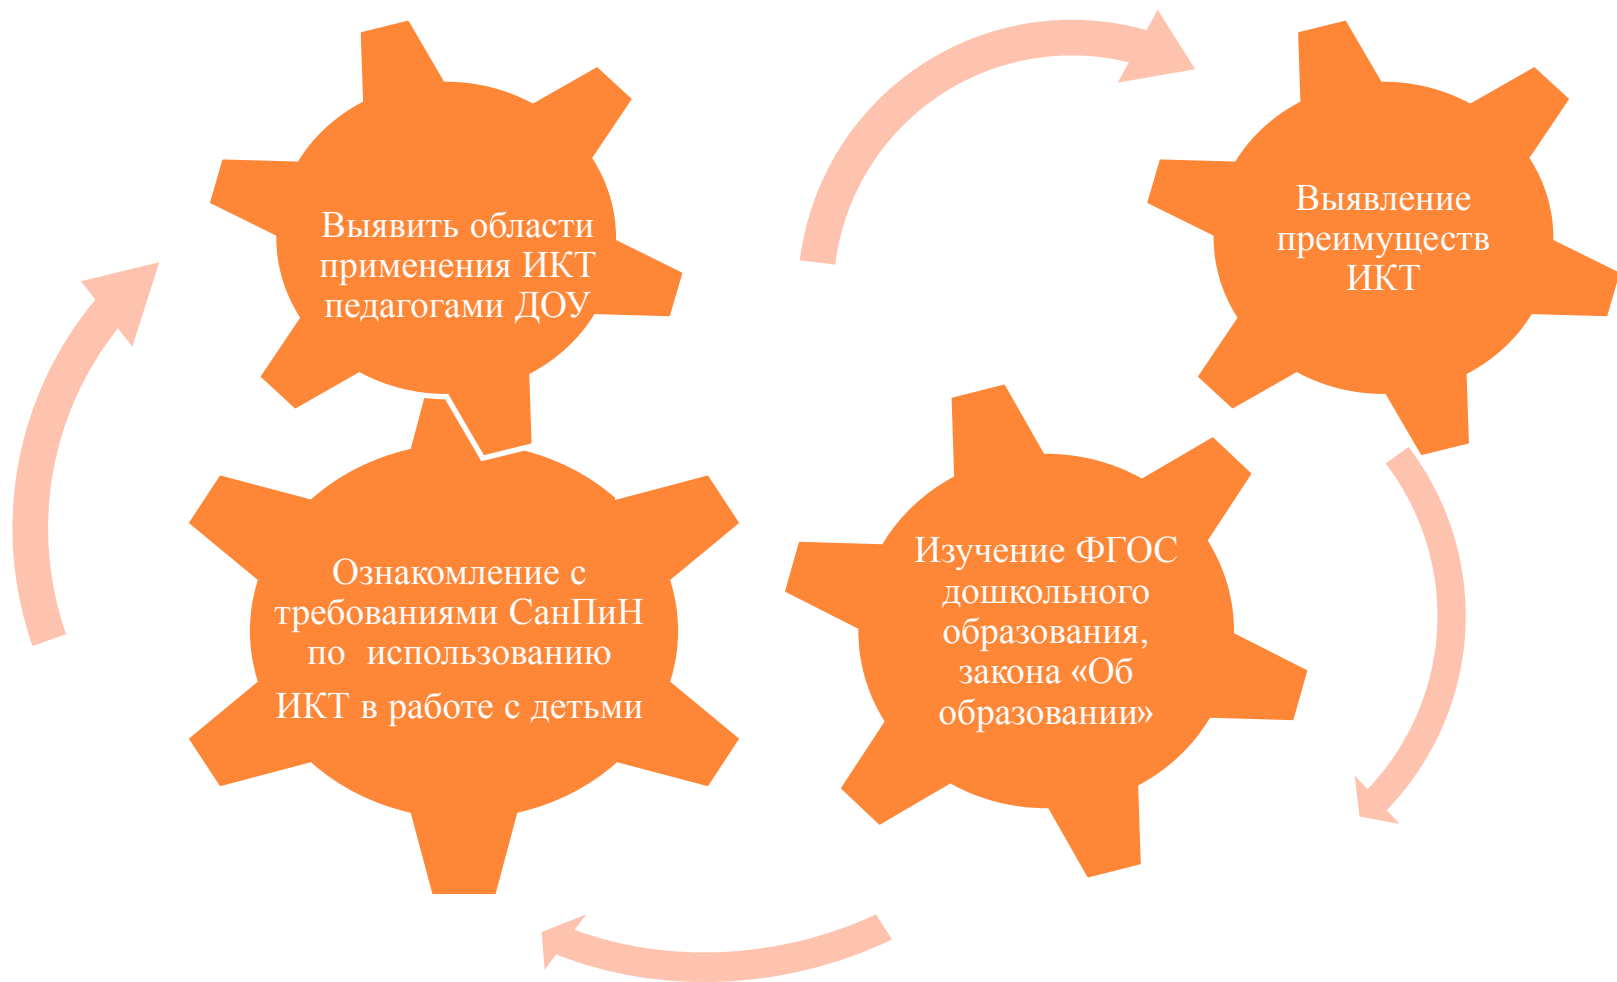 Выявить области
применения ИКТ
педагогами ДОУ
Выявление
преимуществ
ИКТ
Ознакомление с
требованиями СанПиН
по использованию
ИКТ в работе с детьми
Изучение ФГОС
дошкольного
образования,
закона «Об
образовании»